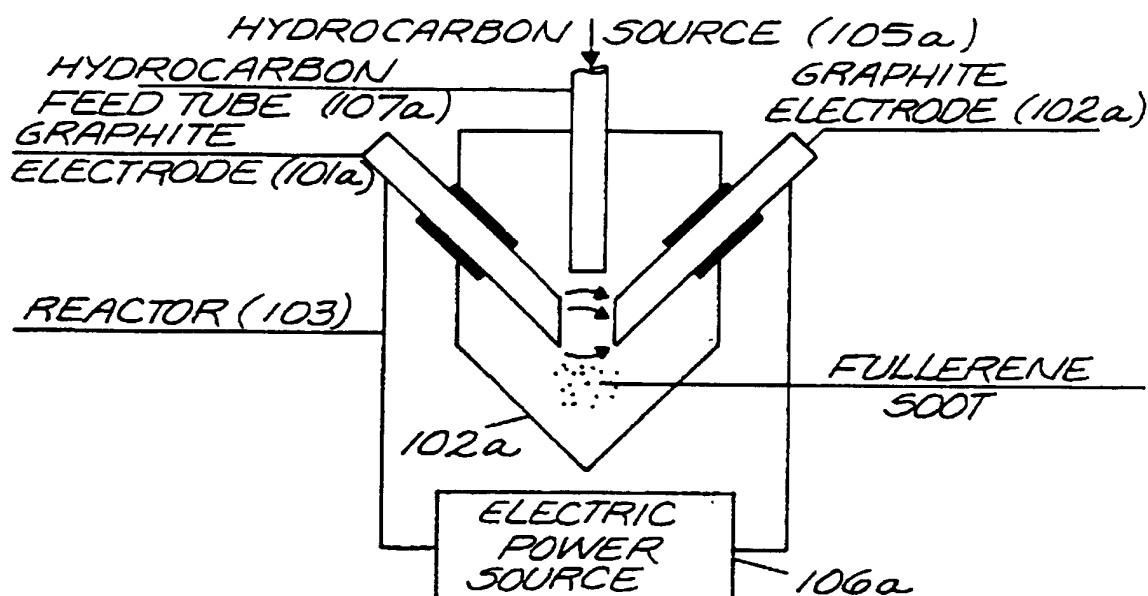 HYDROCARBON SOURCE (105a)
HYDROCARBON
FEED TUBE (107a)
GRAPHITE
ELECTRODE (102a)
GRAPHITE
ELECTRODE (101a)
REACTOR (103)
FULLERENE
SOOT
102a
ELECTRIC
POWER
SOURCE
106a